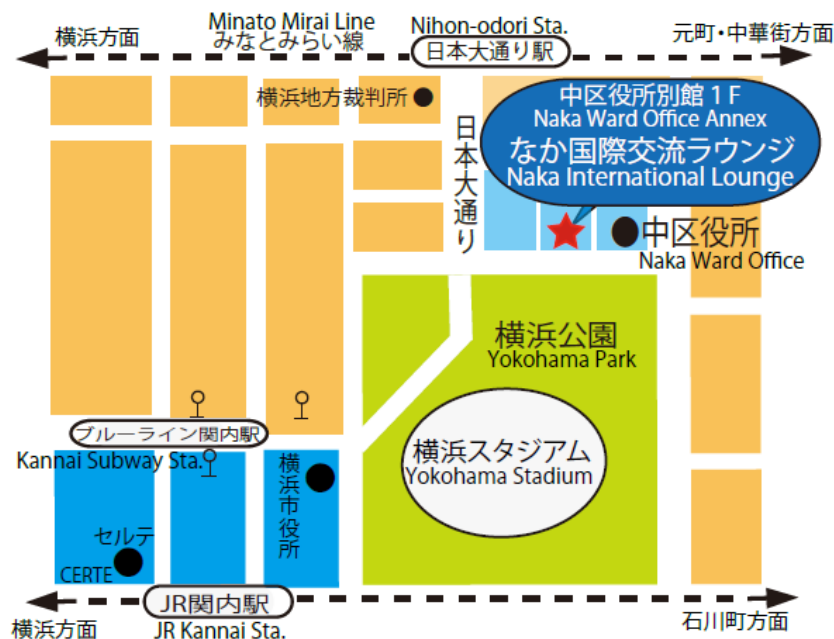 横浜方面
Minato Mirai Line
みなとみらい線
Nihon-odori Sta.
日本大通り駅
元町・中華街方面
横浜地方裁判所
日本大通り
中区役所別館1F
Naka Ward Office Annex
なか国際交流ラウンジ
Naka International Lounge
中区役所
Naka Ward Office
横浜公園
Yokohama Park
横浜スタジアム
Yokohama Stadium
ブルーライン関内駅
Kannai Subway Sta.
横浜市役所
セルテ
CERTE
横浜方面
JR関内駅
JR Kannai Sta.
石川町方面